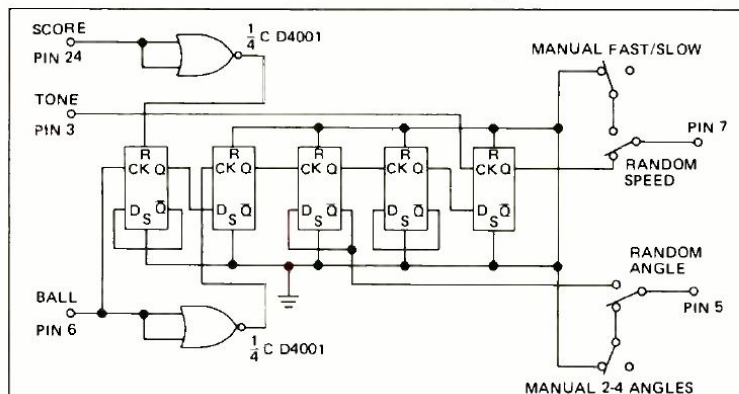 SCORE
PIN 24
1/4 C D4001
TONE
PIN 3
MANUAL FAST/SLOW
PIN 7
RANDOM
SPEED
R
CK Q
D S Q̅
R
CK Q
D S Q̅
R
CK Q
D S Q̅
R
CK Q
D S Q̅
R
CK Q
D S Q̅
RANDOM
ANGLE
PIN 5
BALL
PIN 6
1/4 C D4001
MANUAL 2-4 ANGLES